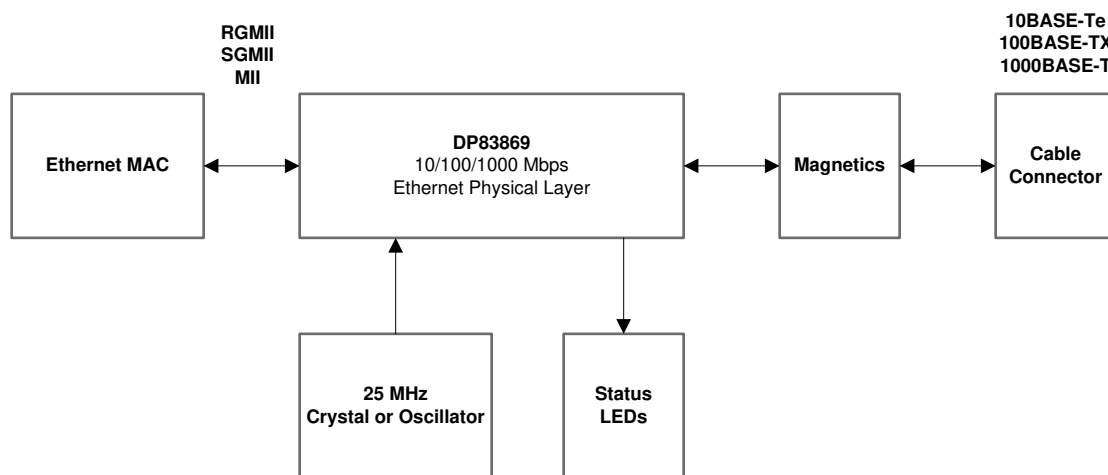 RGMII
SGMII
MII
10BASE-Te
100BASE-TX
1000BASE-T
Ethernet MAC
DP83869
10/100/1000 Mbps
Ethernet Physical Layer
Magnetics
Cable
Connector
25 MHz
Crystal or Oscillator
Status
LEDs